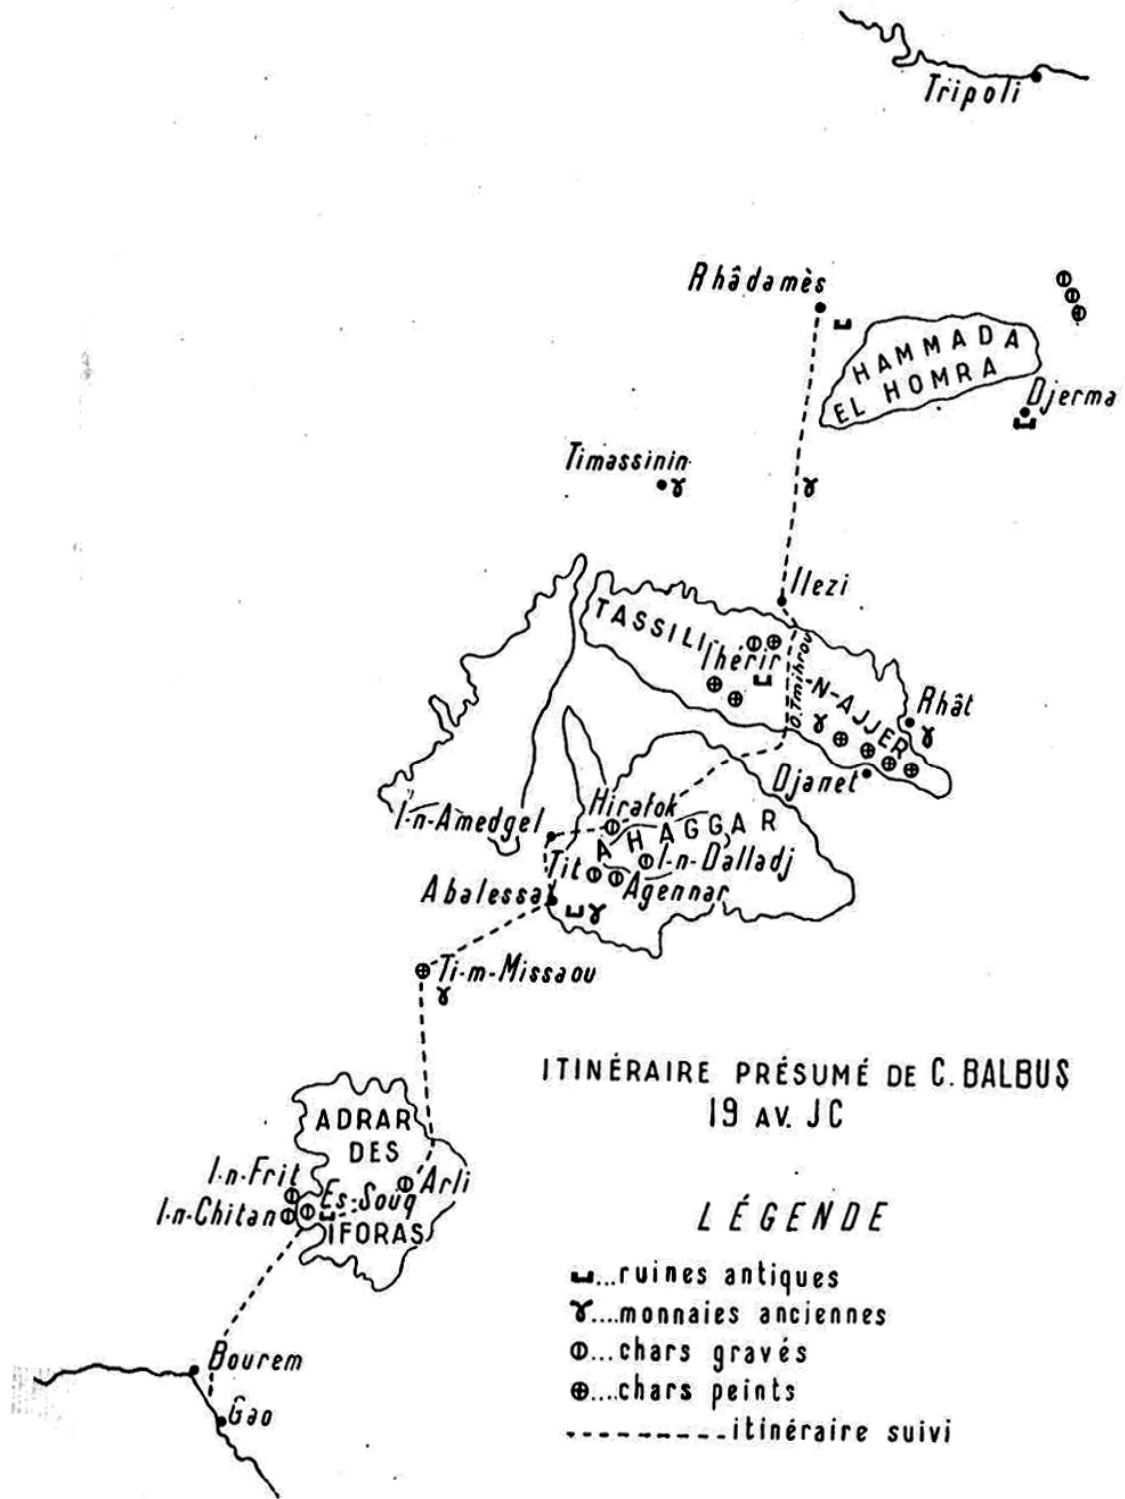 Tripoli
Rhâdamès
HAMMADA
EL HOMRA
Djerma
Timassinin
Ilezi
TASSILI-
Ihérir
O.Tmihrou
-N-AJJER
Rhât
Djanet
Hirafok
I-n-Amedgel
AHAGGAR
Tit
I-n-Dalladj
Abalessa
Agennar
Ti-m-Missaou
ITINÉRAIRE PRÉSUMÉ DE C. BALBUS
19 AV. JC
ADRAR
DES
I-n-Frit
Arli
Es-Souq
I-n-Chitan
IFORAS
LÉGENDE
...ruines antiques
....monnaies anciennes
...chars gravés
....chars peints
itinéraire suivi
Bourem
Gao